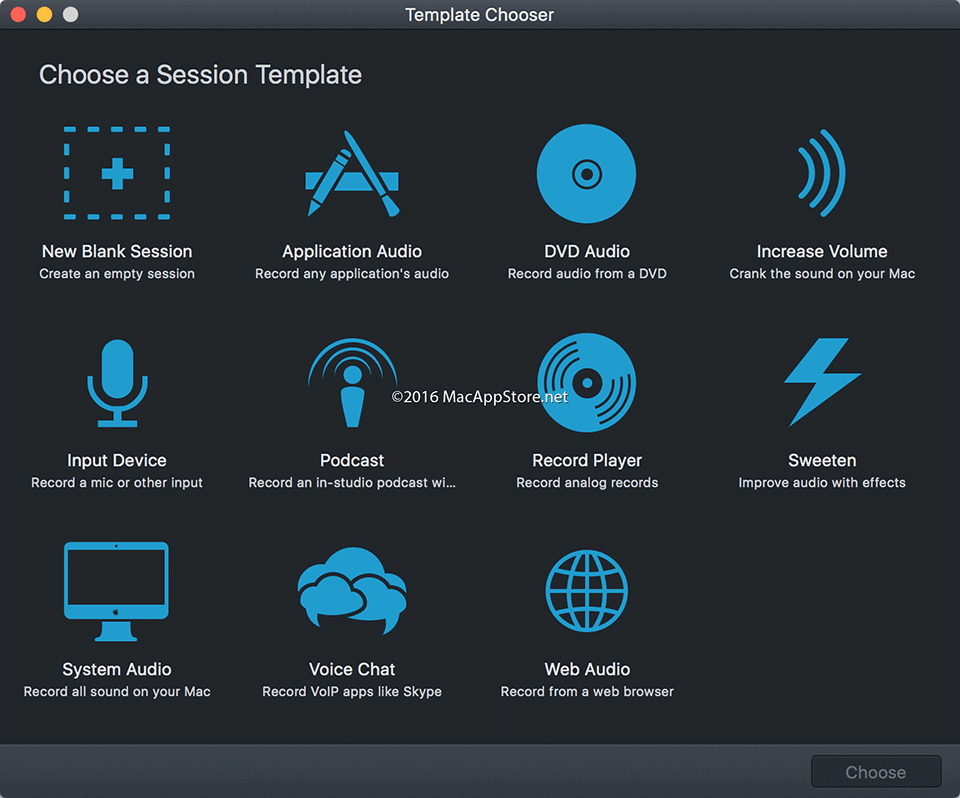 Template Chooser
Choose a Session Template
New Blank Session
Create an empty session
Application Audio
Record any application's audio
DVD Audio
Record audio from a DVD
Increase Volume
Crank the sound on your Mac
Input Device
Record a mic or other input
Podcast
Record an in-studio podcast wi...
©2016 MacAppStore.net
Record Player
Record analog records
Sweeten
Improve audio with effects
System Audio
Record all sound on your Mac
Voice Chat
Record VoIP apps like Skype
Web Audio
Record from a web browser
Choose